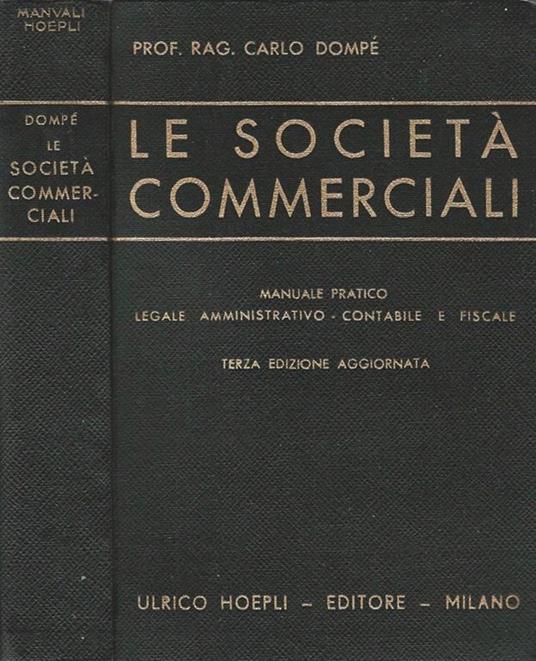 MANVALI
HOEPLI
DOMPÉ
LE
SOCIETÀ
COMMER-
CIALI
PROF. RAG. CARLO DOMPÉ
LE SOCIETÀ
COMMERCIALI
MANUALE PRATICO
LEGALE AMMINISTRATIVO - CONTABILE E FISCALE
TERZA EDIZIONE AGGIORNATA
ULRICO HOEPLI - EDITORE - MILANO